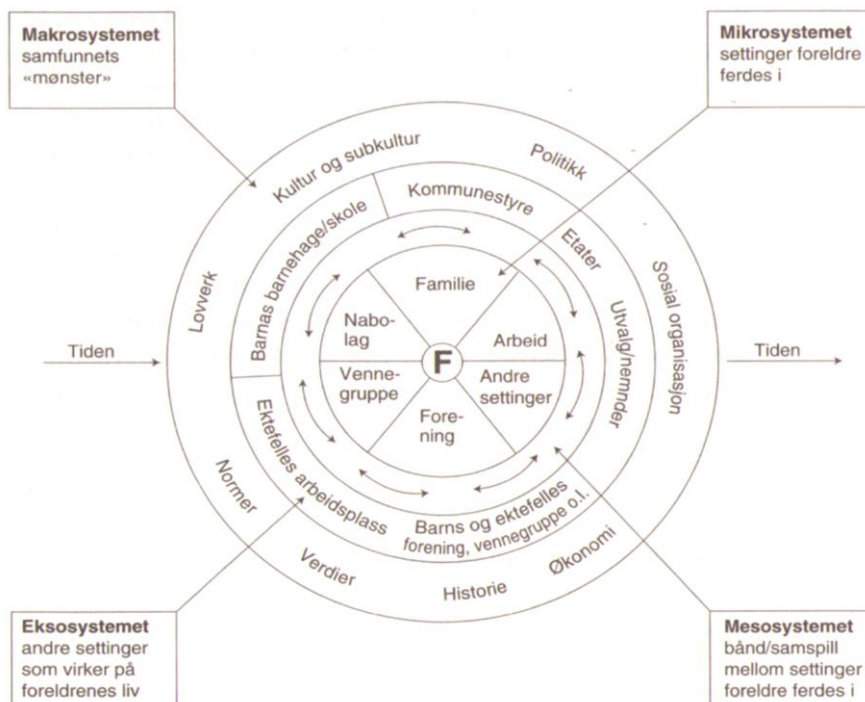 Makrosystemet
samfunnets
«mønster»
Mikrosystemet
settinger foreldre
ferdes i
Kultur og subkultur
Politikk
Kommunestyre
Barnas barnehage/skole
Etater
Lovverk
Sosial organisasjon
Familie
Nabo-
lag
Arbeid
Utvalg/nemnder
Tiden
F
Tiden
Venne-
gruppe
Andre
settinger
Fore-
ning
Normer
Ektefelles arbeidsplass
Barns og ektefelles
forening, vennegruppe o.l.
Verdier
Historie
Økonomi
Eksosystemet
andre settinger
som virker på
foreldrenes liv
Mesosystemet
bånd/samspill
mellom settinger
foreldre ferdes i